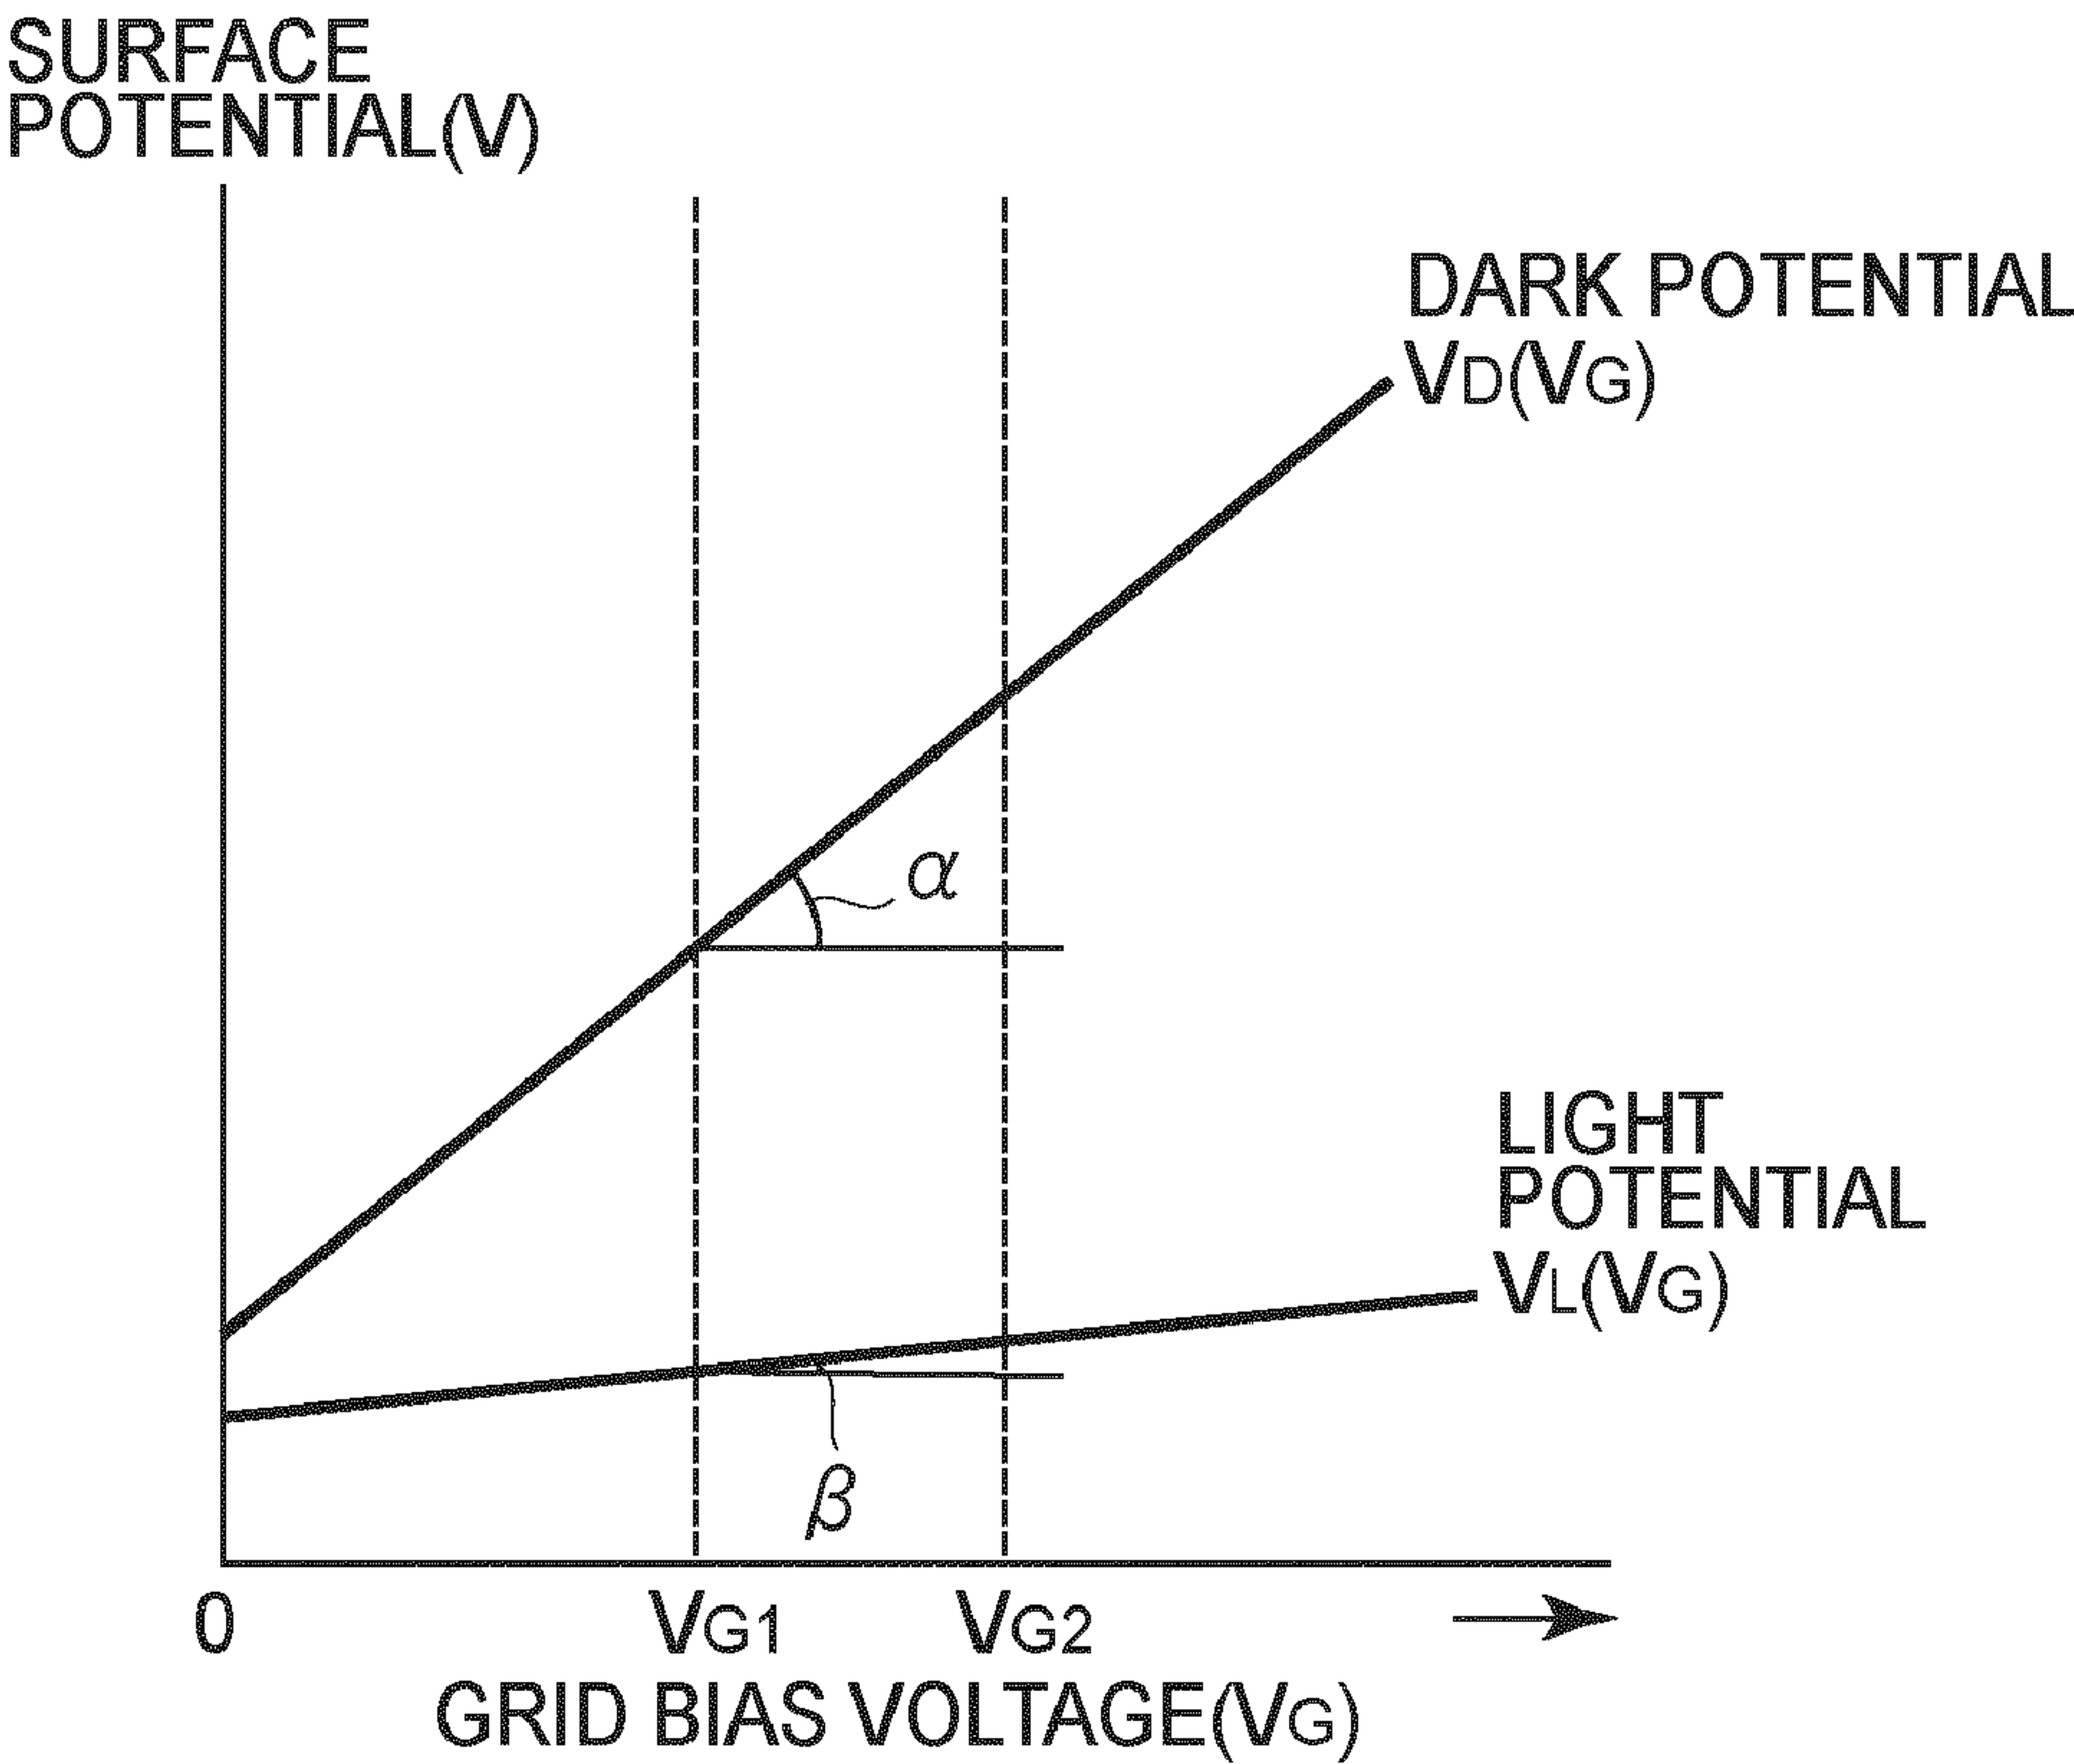 SURFACE
POTENTIAL(V)
DARK POTENTIAL
VD(VG)
α
LIGHT
POTENTIAL
VL(VG)
β
0 VG1 VG2
GRID BIAS VOLTAGE(VG)